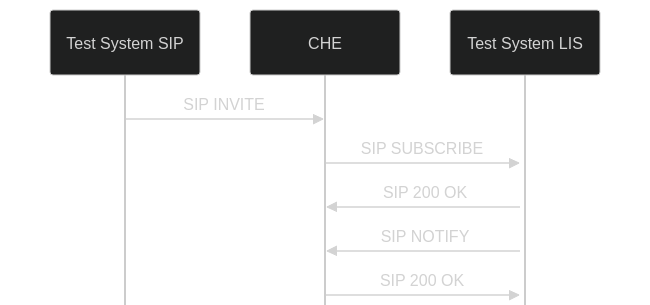 Test System SIP
CHE
Test System LIS
SIP INVITE
SIP SUBSCRIBE
SIP 200 OK
SIP NOTIFY
SIP 200 OK